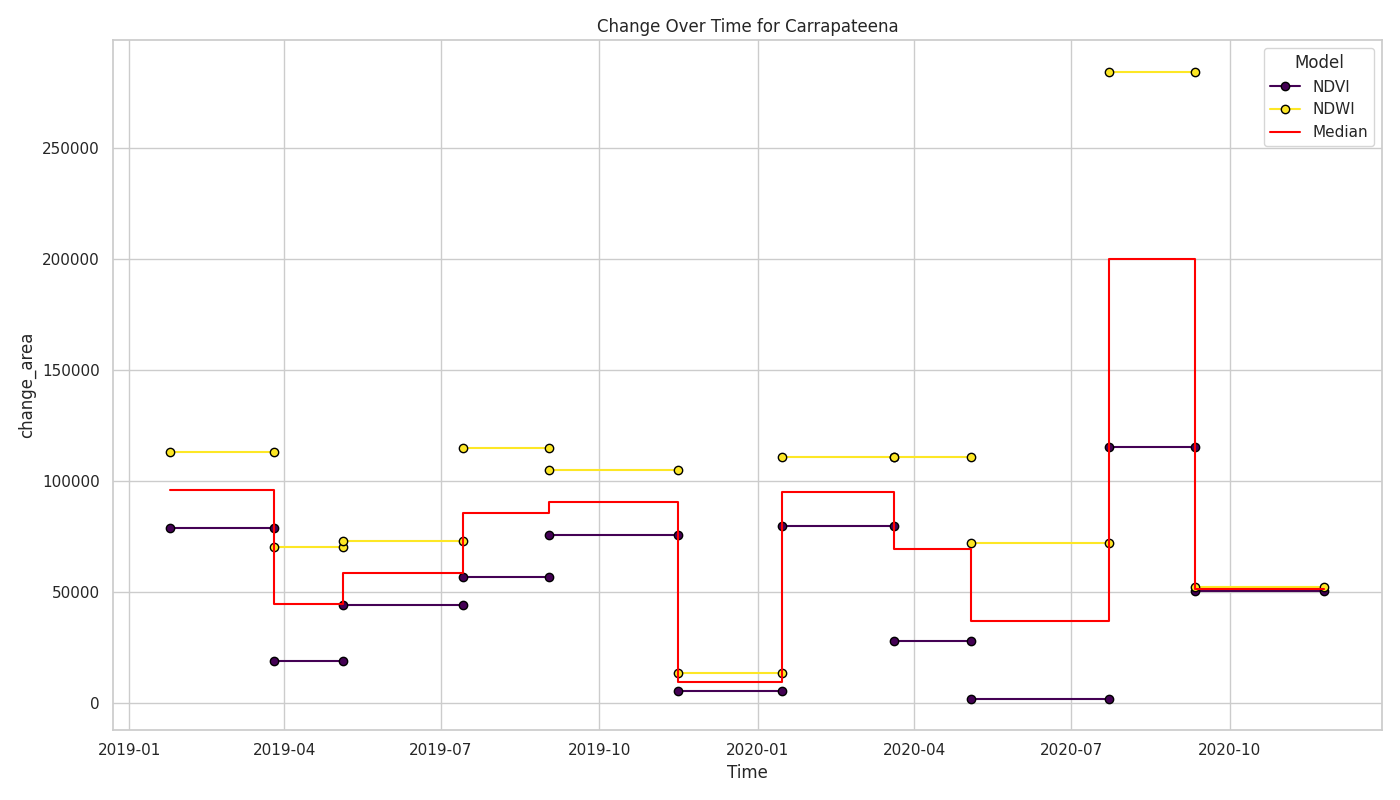 Change Over Time for Carrapateena
Model
NDVI
NDWI
Median
250000
200000
150000
100000
50000
0
change_area
2019-01
2019-04
2019-07
2019-10
2020-01
2020-04
2020-07
2020-10
Time